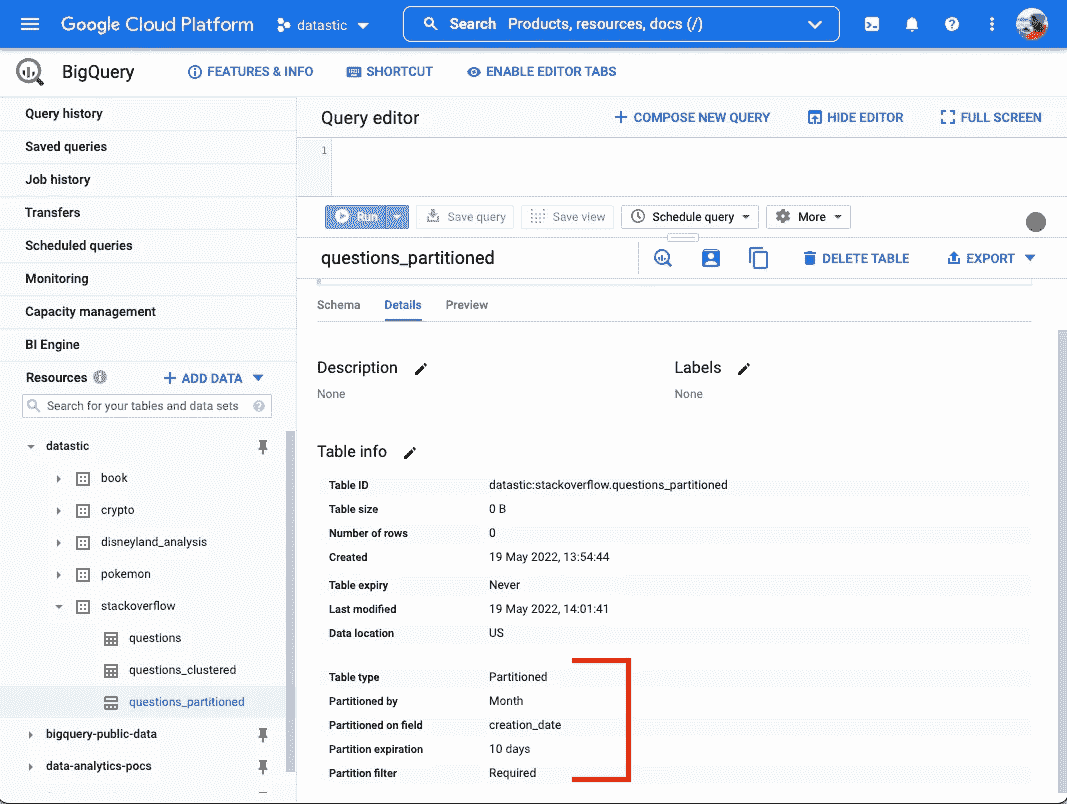 Google Cloud Platform datastic Search Products, resources, docs (/)
BigQuery FEATURES & INFO SHORTCUT ENABLE EDITOR TABS
Query history
Saved queries
Job history
Transfers
Scheduled queries
Monitoring
Capacity management
BI Engine
Resources ADD DATA
Search for your tables and data sets
datastic
book
crypto
disneyland_analysis
pokemon
stackoverflow
questions
questions_clustered
questions_partitioned
bigquery-public-data
data-analytics-pocs
Query editor COMPOSE NEW QUERY HIDE EDITOR FULL SCREEN
1
Run Save query Save view Schedule query More
questions_partitioned DELETE TABLE EXPORT
Schema Details Preview
Description Labels
None None
Table info
Table ID datastic:stackoverflow.questions_partitioned
Table size 0 B
Number of rows 0
Created 19 May 2022, 13:54:44
Table expiry Never
Last modified 19 May 2022, 14:01:41
Data location US
Table type Partitioned
Partitioned by Month
Partitioned on field creation_date
Partition expiration 10 days
Partition filter Required